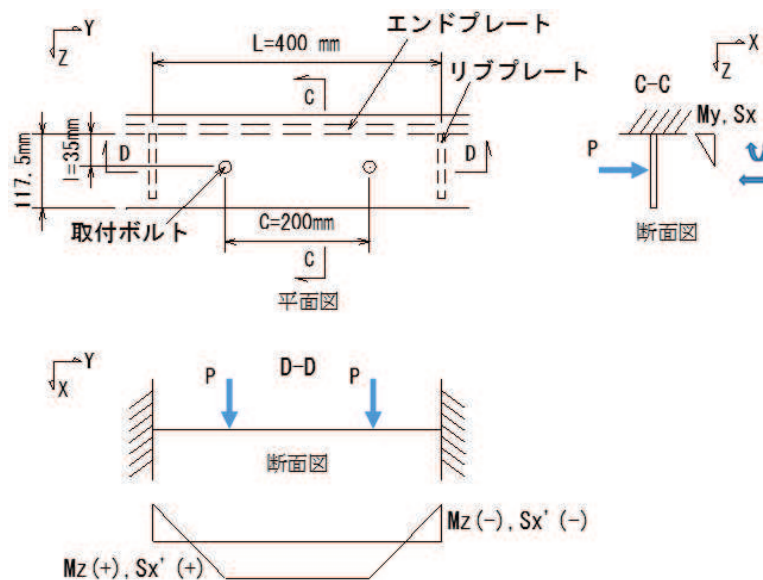 Y
Z
L=400 mm
エンドプレート
リブプレート
C
D
D
117.5mm
l=35mm
取付ボルト
C=200mm
C
平面図
X
Z
C-C
My, Sx
P
断面図
Y
X
D-D
P
P
断面図
Mz(-), Sx'(-)
Mz(+), Sx'(+)